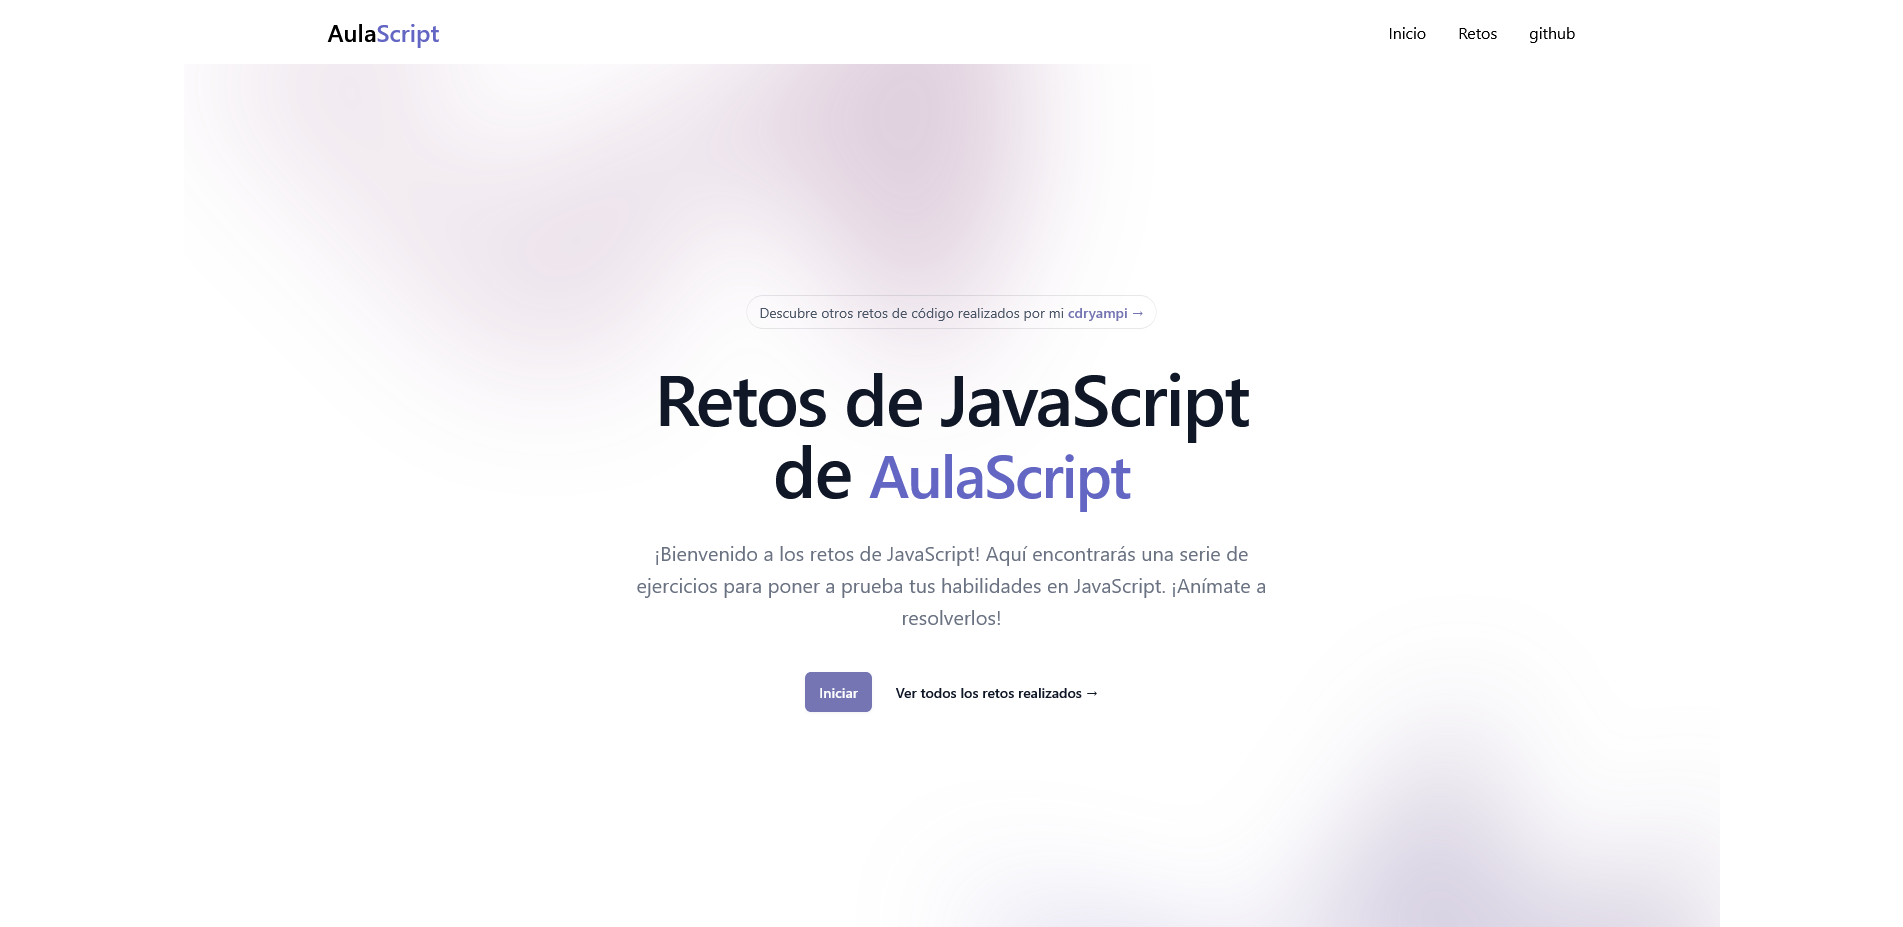 AulaScript
Inicio
Retos
github
Descubre otros retos de código realizados por mi cdryampi →
Retos de JavaScript
de AulaScript
¡Bienvenido a los retos de JavaScript! Aquí encontrarás una serie de
ejercicios para poner a prueba tus habilidades en JavaScript. ¡Anímate a
resolverlos!
Iniciar
Ver todos los retos realizados →